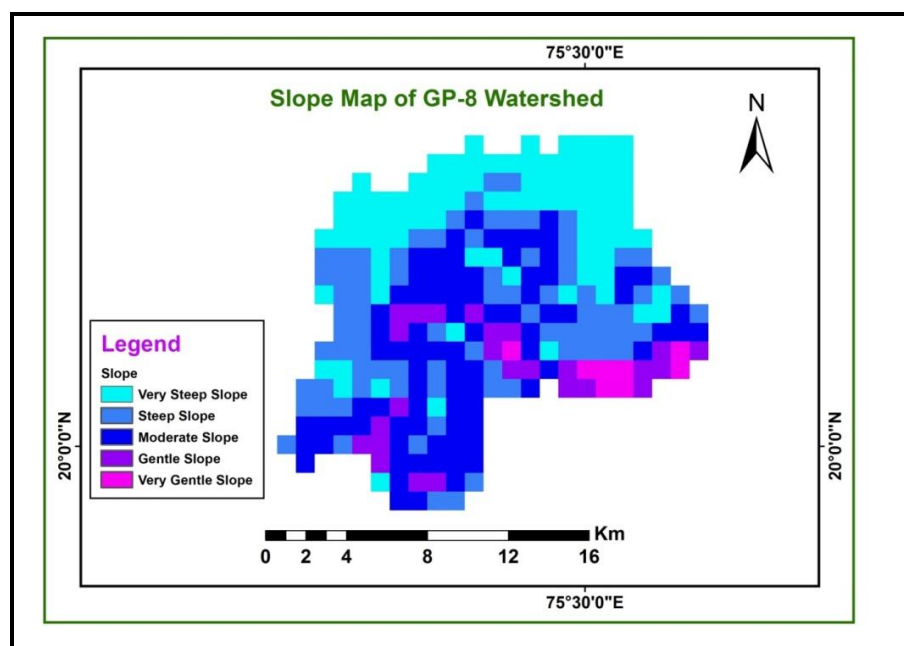 75°30'0"E
Slope Map of GP-8 Watershed
N
Legend
Slope
Very Steep Slope
Steep Slope
Moderate Slope
Gentle Slope
Very Gentle Slope
20°0'0"N
20°0'0"N
Km
0 2 4 8 12 16
75°30'0"E